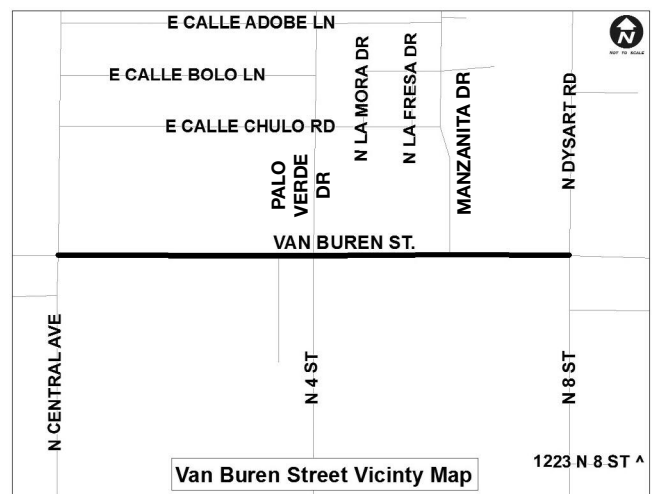 E CALLE ADOBE LN
N
NOT TO SCALE
E CALLE BOLO LN
N LA MORA DR
N LA FRESA DR
MANZANITA DR
N DYSART RD
E CALLE CHULO RD
PALO
VERDE
DR
VAN BUREN ST.
N CENTRAL AVE
N 4 ST
N 8 ST
1223 N 8 ST ^
Van Buren Street Vicinty Map